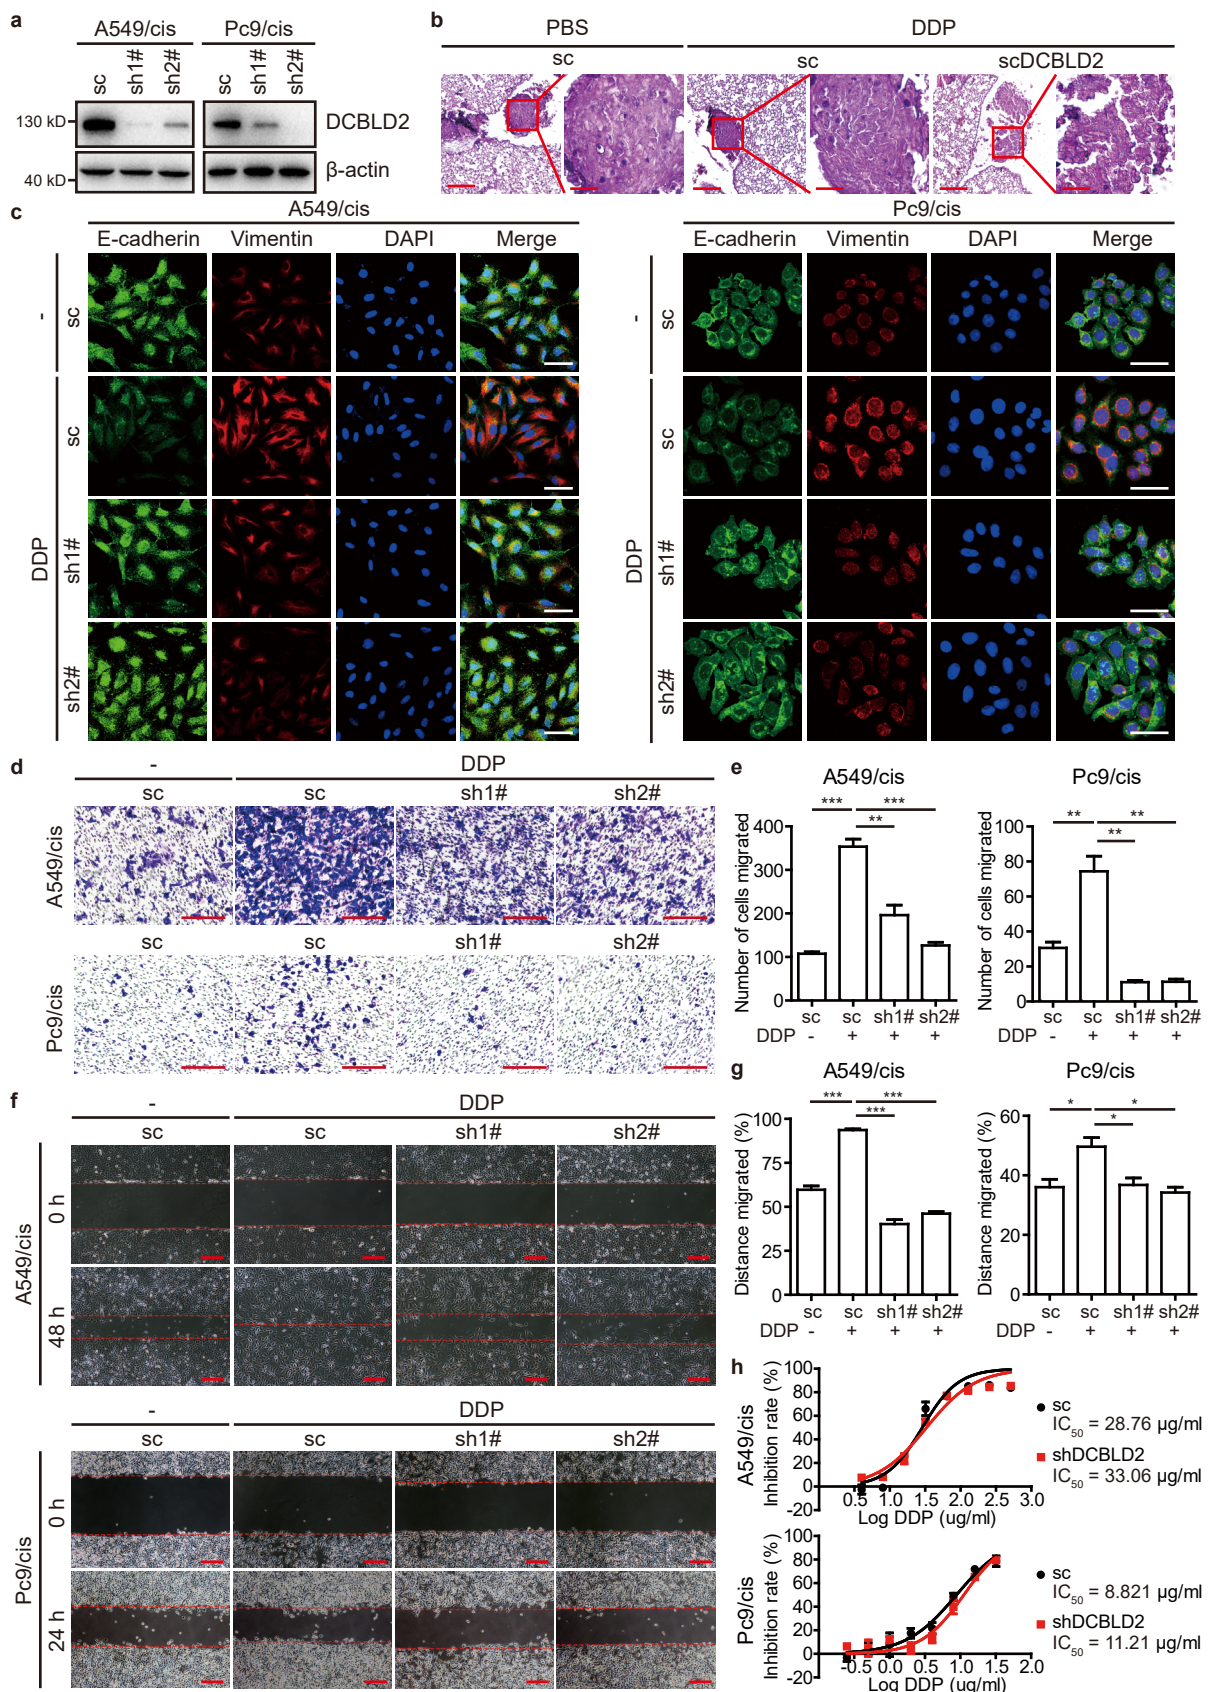 a
A549/cis Pc9/cis
sc sh1# sh2# sc sh1# sh2#
130 kD DCBLD2
40 kD β-actin
b
PBS DDP
sc sc scDCBLD2
c
A549/cis
E-cadherin Vimentin DAPI Merge
- sc
DDP
sc
sh1#
sh2#
Pc9/cis
E-cadherin Vimentin DAPI Merge
- sc
DDP
sc
sh1#
sh2#
d
- DDP
sc sc sh1# sh2#
A549/cis
sc sc sh1# sh2#
Pc9/cis
e
A549/cis
*** ***
**
Number of cells migrated
400
300
200
100
0
sc sc sh1# sh2#
DDP - + + +
Pc9/cis
** **
**
Number of cells migrated
100
80
60
40
20
0
sc sc sh1# sh2#
DDP - + + +
f
- DDP
sc sc sh1# sh2#
A549/cis
0 h
48 h
- DDP
sc sc sh1# sh2#
Pc9/cis
0 h
24 h
g
A549/cis
*** ***
***
Distance migrated (%)
100
75
50
25
0
sc sc sh1# sh2#
DDP - + + +
Pc9/cis
* *
*
Distance migrated (%)
60
40
20
0
sc sc sh1# sh2#
DDP - + + +
h
A549/cis
Inhibition rate (%)
100
80
60
40
20
0
-20
0.5 1.0 1.5 2.0 2.5 3.0
Log DDP (ug/ml)
sc
IC50 = 28.76 µg/ml
shDCBLD2
IC50 = 33.06 µg/ml
Pc9/cis
Inhibition rate (%)
100
80
60
40
20
0
-20
-0.5 0.0 0.5 1.0 1.5 2.0
Log DDP (ug/ml)
sc
IC50 = 8.821 µg/ml
shDCBLD2
IC50 = 11.21 µg/ml